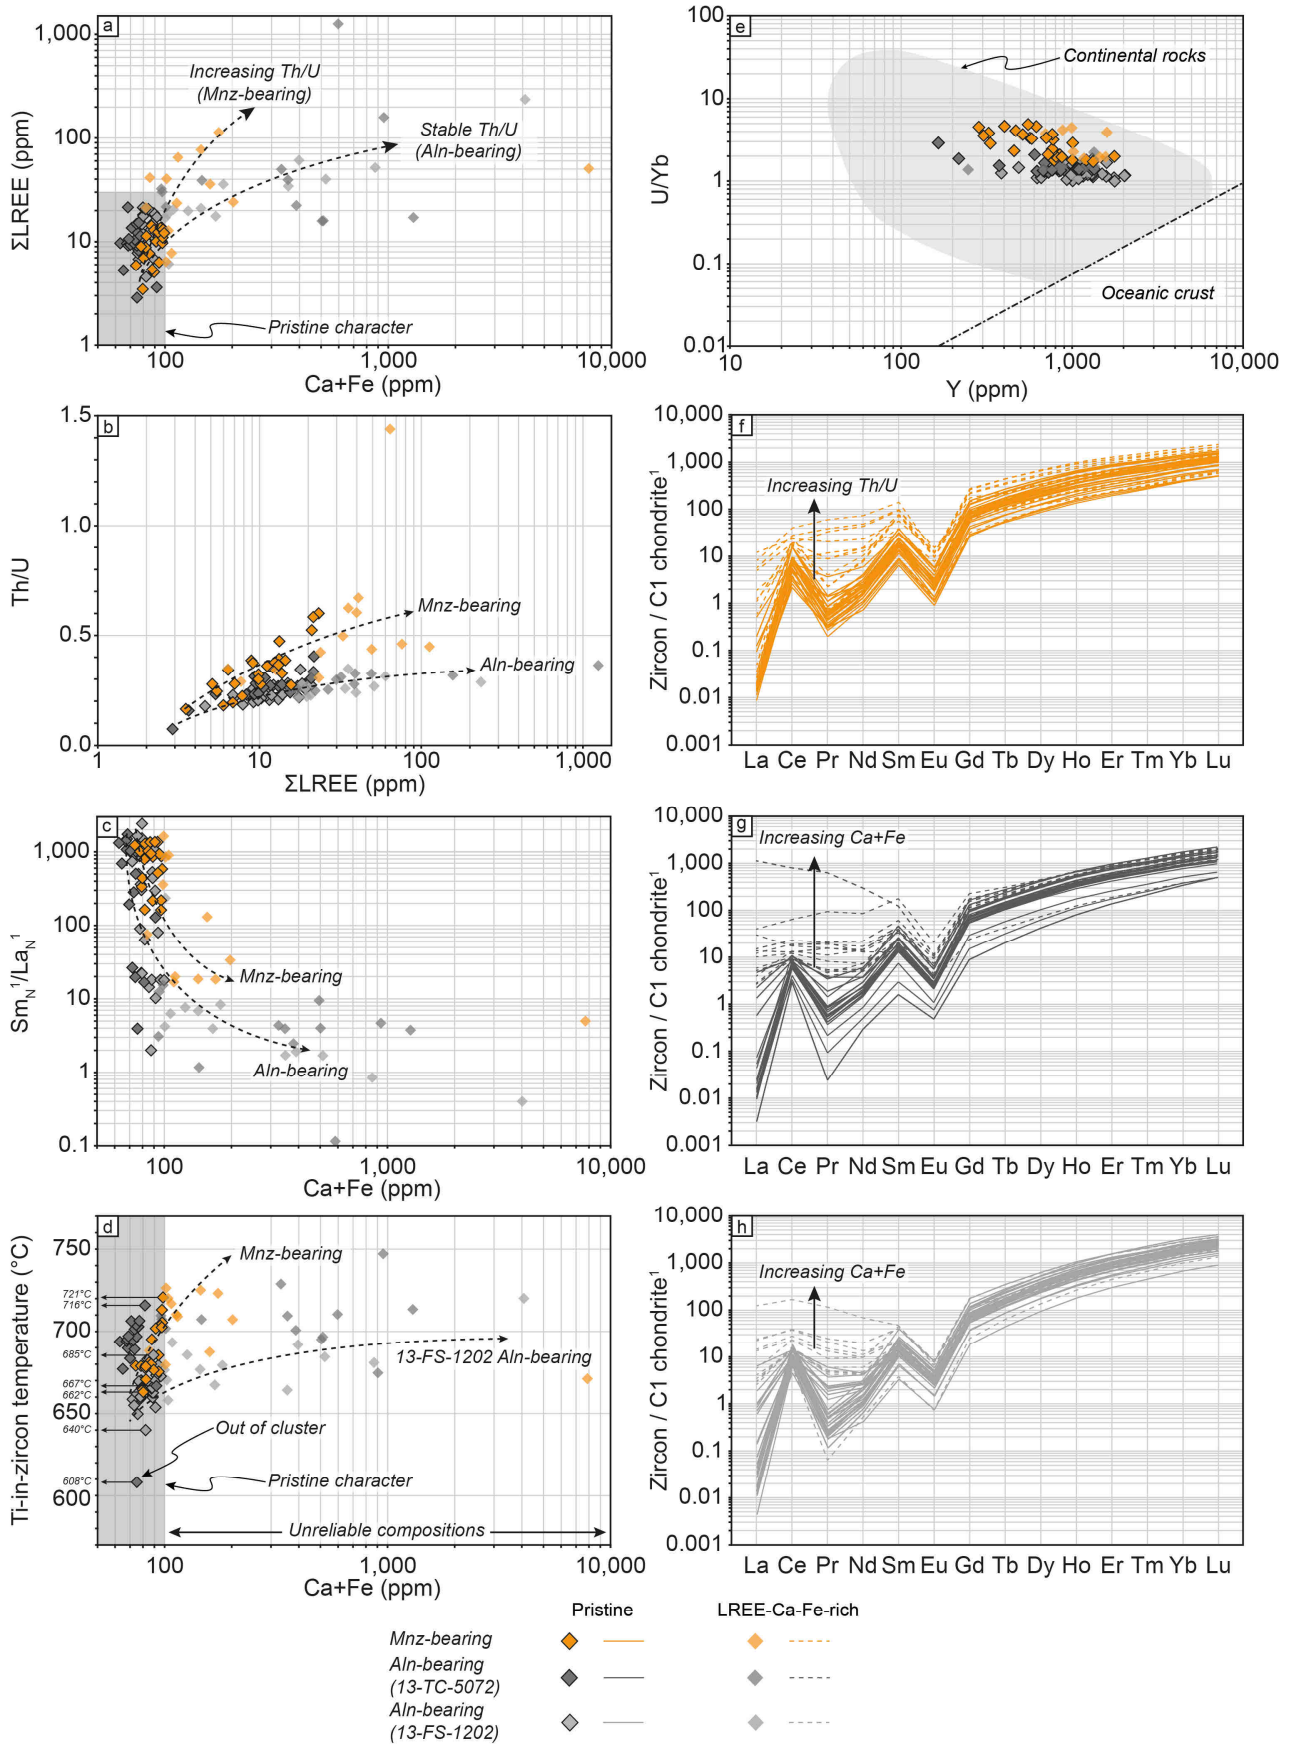 a
1,000
100
10
1
ΣLREE (ppm)
Increasing Th/U
(Mnz-bearing)
Stable Th/U
(Aln-bearing)
Pristine character
100
1,000
10,000
Ca+Fe (ppm)
e
100
10
1
0.1
0.01
U/Yb
Continental rocks
Oceanic crust
10
100
1,000
10,000
Y (ppm)
b
1.5
1.0
0.5
0.0
Th/U
Mnz-bearing
Aln-bearing
1
10
100
1,000
ΣLREE (ppm)
f
10,000
1,000
100
10
1
0.1
0.01
0.001
Zircon / C1 chondrite¹
Increasing Th/U
La Ce Pr Nd Sm Eu Gd Tb Dy Ho Er Tm Yb Lu
c
1,000
100
10
1
0.1
Sm_N¹/La_N¹
Mnz-bearing
Aln-bearing
100
1,000
10,000
Ca+Fe (ppm)
g
10,000
1,000
100
10
1
0.1
0.01
0.001
Zircon / C1 chondrite¹
Increasing Ca+Fe
La Ce Pr Nd Sm Eu Gd Tb Dy Ho Er Tm Yb Lu
d
750
700
650
600
Ti-in-zircon temperature (°C)
721°C
716°C
685°C
667°C
662°C
640°C
608°C
Mnz-bearing
13-FS-1202 Aln-bearing
Out of cluster
Pristine character
Unreliable compositions
100
1,000
10,000
Ca+Fe (ppm)
h
10,000
1,000
100
10
1
0.1
0.01
0.001
Zircon / C1 chondrite¹
Increasing Ca+Fe
La Ce Pr Nd Sm Eu Gd Tb Dy Ho Er Tm Yb Lu
Pristine
LREE-Ca-Fe-rich
Mnz-bearing
Aln-bearing
(13-TC-5072)
Aln-bearing
(13-FS-1202)